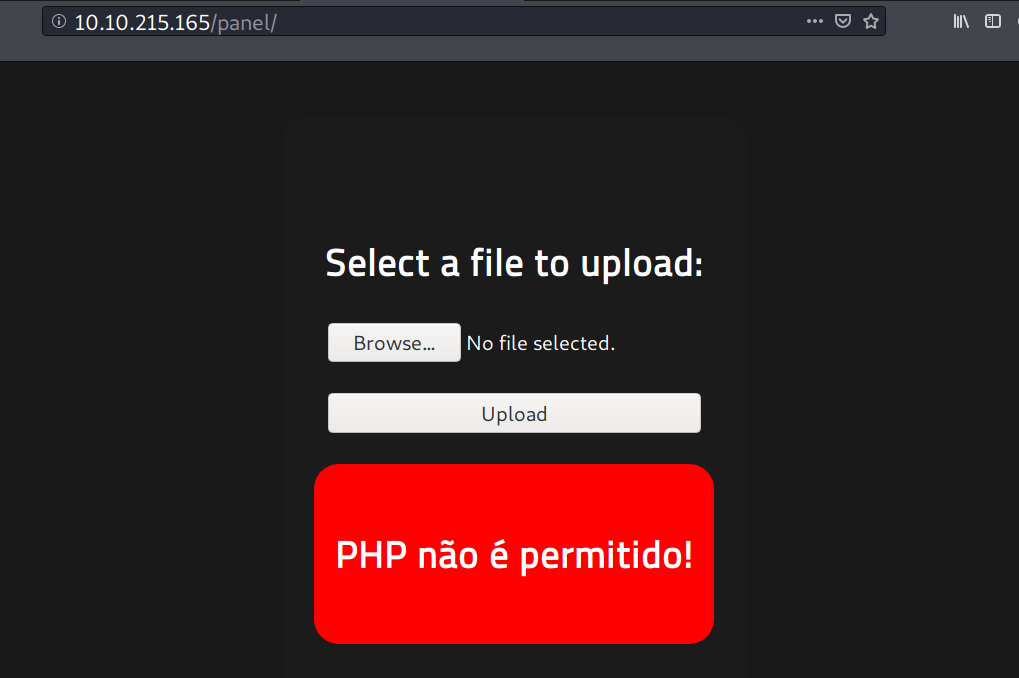 10.10.215.165/panel/
Select a file to upload:
Browse... No file selected.
Upload
PHP não é permitido!